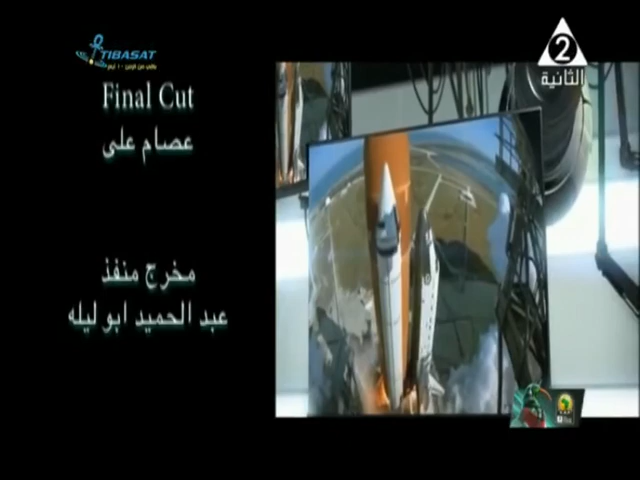 TIBASAT
2
الثانية
Final Cut
عصام على
مخرج منفذ
عبد الحميد ابو ليله